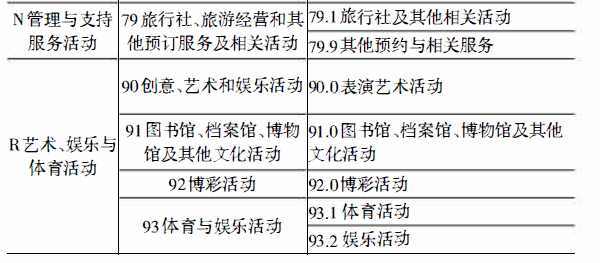 N管理与支持
服务活动
79旅行社、旅游经营和其
他预订服务及相关活动
79.1旅行社及其他相关活动
79.9其他预约与相关服务
R艺术、娱乐与
体育活动
90创意、艺术和娱乐活动
90.0表演艺术活动
91图书馆、档案馆、博物
馆及其他文化活动
91.0图书馆、档案馆、博物馆及其他
文化活动
92博彩活动
92.0博彩活动
93体育与娱乐活动
93.1体育活动
93.2娱乐活动